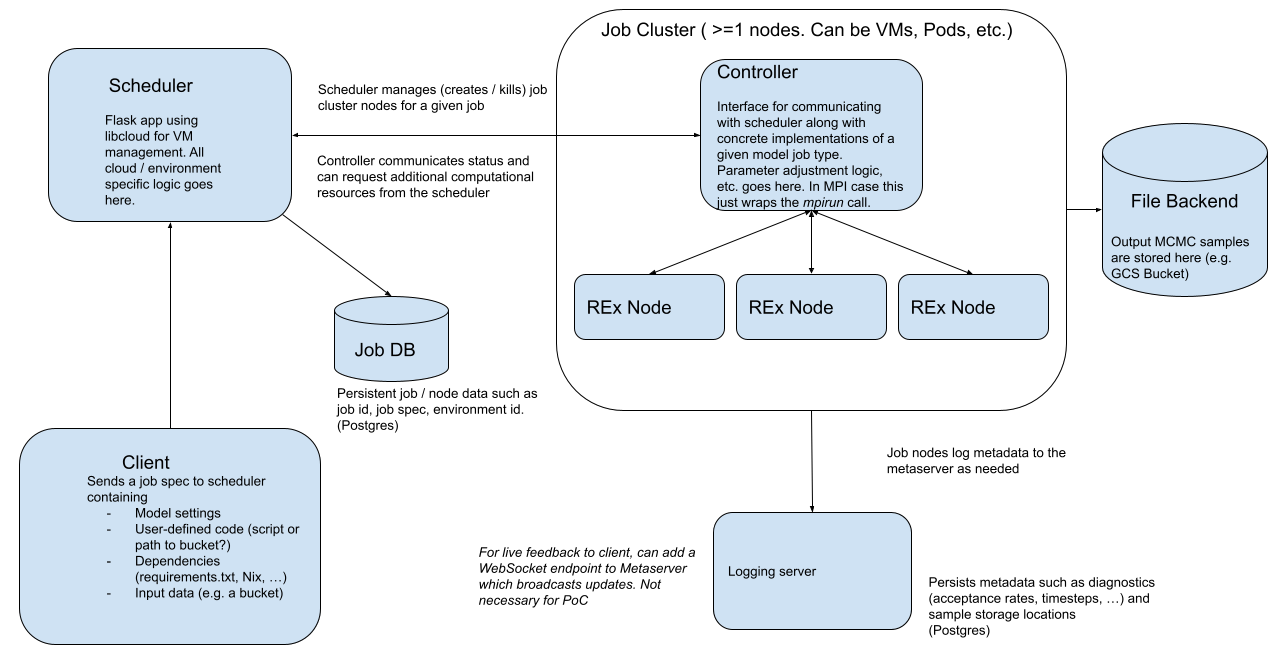 Job Cluster ( >=1 nodes. Can be VMs, Pods, etc.)
Scheduler
Flask app using
libcloud for VM
management. All
cloud / environment
specific logic goes
here.
Scheduler manages (creates / kills) job
cluster nodes for a given job
Controller communicates status and
can request additional computational
resources from the scheduler
Controller
Interface for communicating
with scheduler along with
concrete implementations of a
given model job type.
Parameter adjustment logic,
etc. goes here. In MPI case this
just wraps the mpirun call.
File Backend
Output MCMC samples
are stored here (e.g.
GCS Bucket)
REx Node
REx Node
REx Node
Job DB
Persistent job / node data such as
job id, job spec, environment id.
(Postgres)
Client
Sends a job spec to scheduler
containing
- Model settings
- User-defined code (script or
path to bucket?)
- Dependencies
(requirements.txt, Nix, …)
- Input data (e.g. a bucket)
Job nodes log metadata to the
metaserver as needed
For live feedback to client, can add a
WebSocket endpoint to Metaserver
which broadcasts updates. Not
necessary for PoC
Logging server
Persists metadata such as diagnostics
(acceptance rates, timesteps, …) and
sample storage locations
(Postgres)